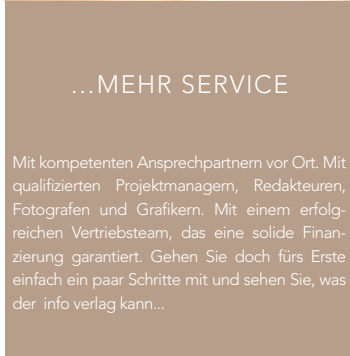 ...MEHR SERVICE
Mit kompetenten Ansprechpartnern vor Ort. Mit
qualifizierten Projektmanagern, Redakteuren,
Fotografen und Grafikern. Mit einem erfolg-
reichen Vertriebsteam, das eine solide Finan-
zierung garantiert. Gehen Sie doch fürs Erste
einfach ein paar Schritte mit und sehen Sie, was
der info verlag kann...